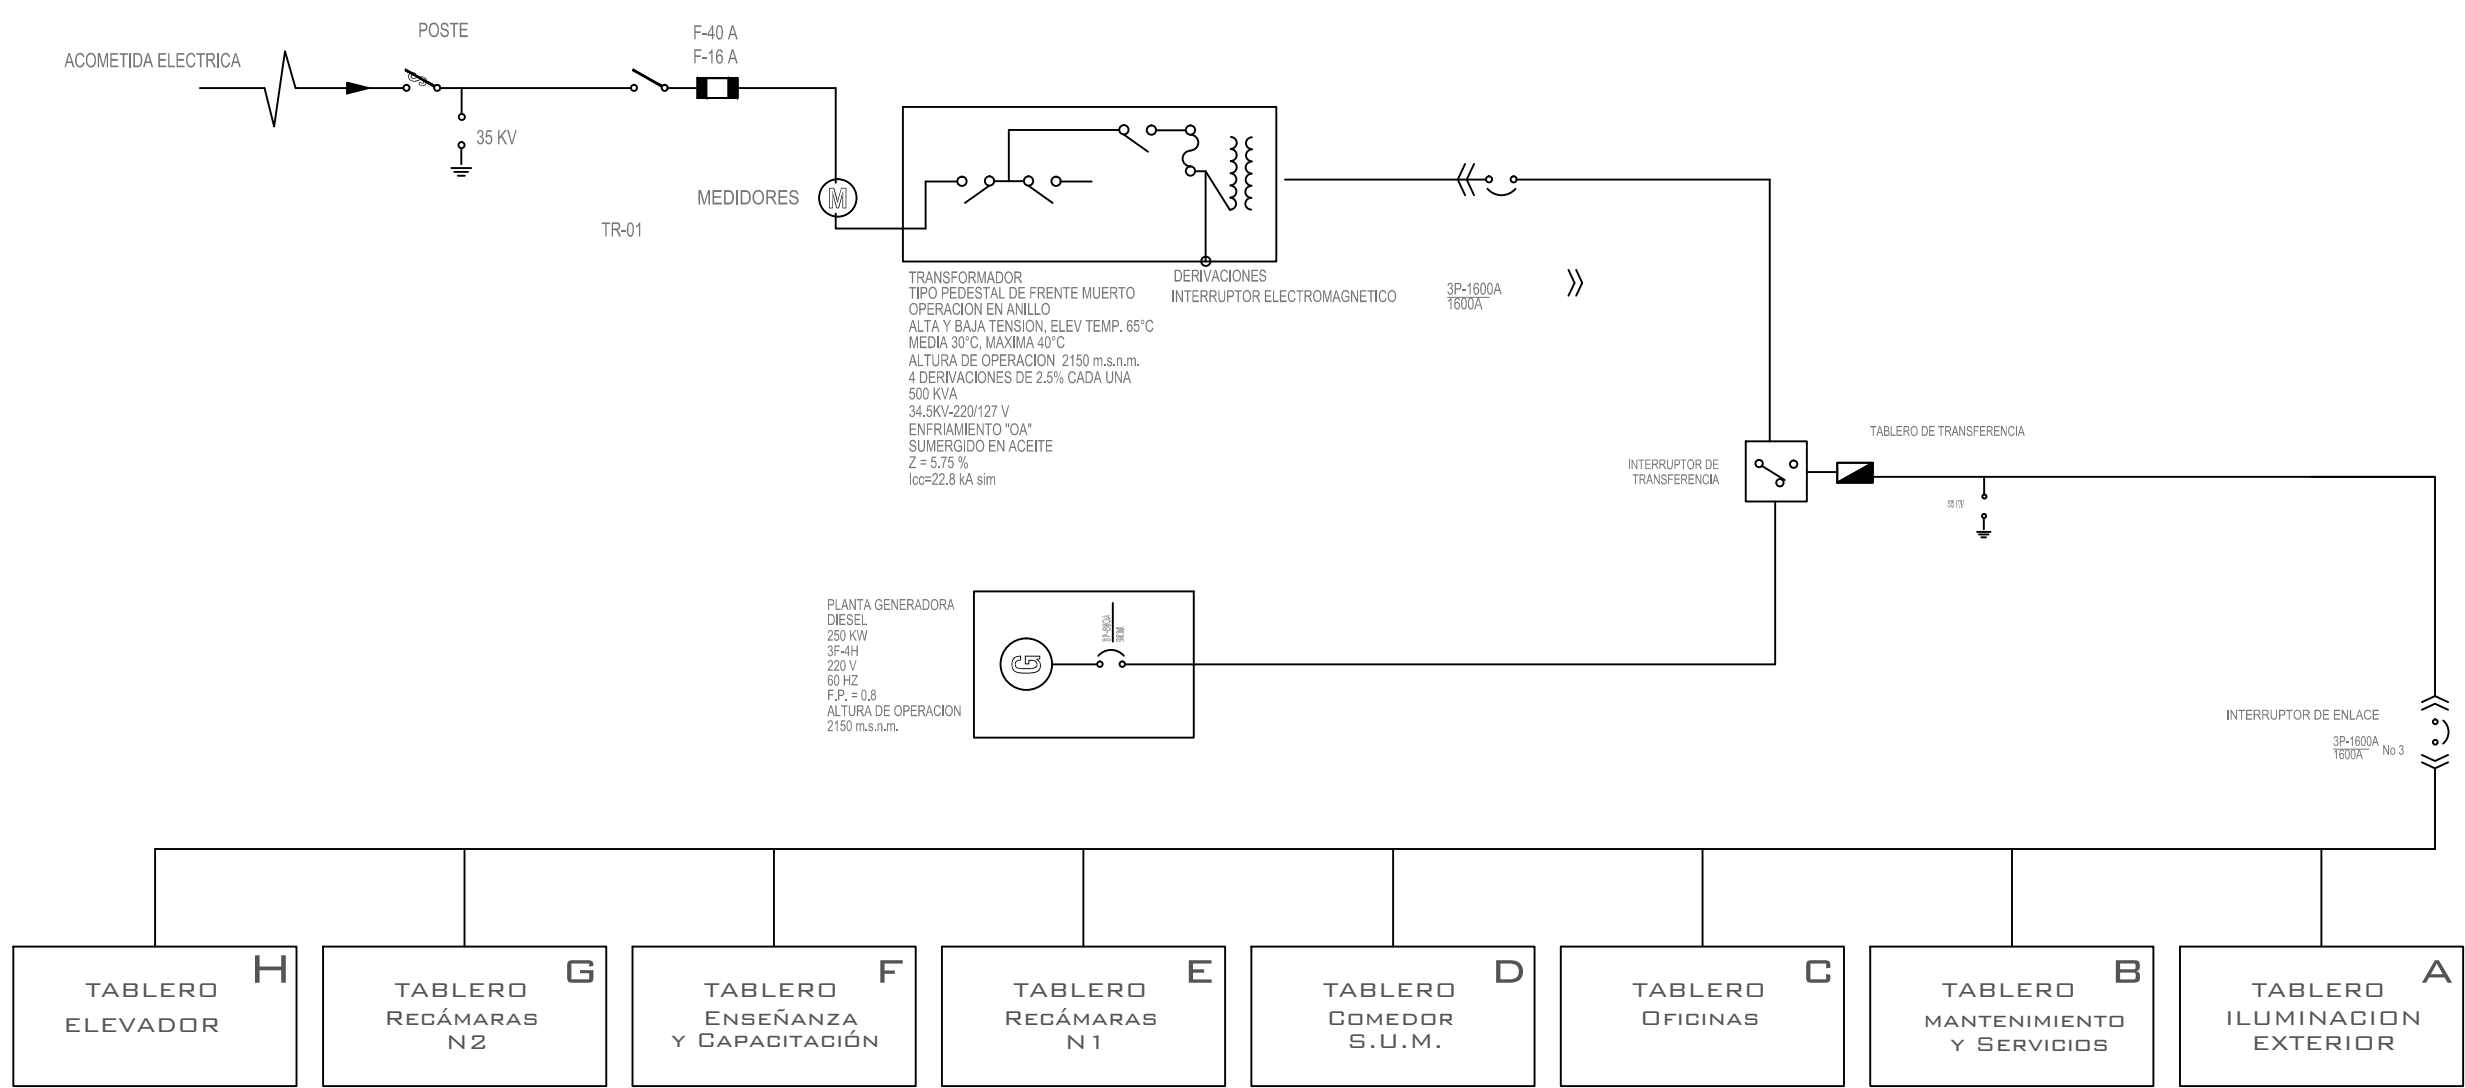 POSTE
ACOMETIDA ELECTRICA
F-40 A
F-16 A
35 KV
MEDIDORES
M
TR-01
TRANSFORMADOR
TIPO PEDESTAL DE FRENTE MUERTO
OPERACION EN ANILLO
ALTA Y BAJA TENSION, ELEV TEMP. 65°C
MEDIA 30°C, MAXIMA 40°C
ALTURA DE OPERACION 2150 m.s.n.m.
4 DERIVACIONES DE 2.5% CADA UNA
500 KVA
34.5KV-220/127 V
ENFRIAMIENTO "OA"
SUMERGIDO EN ACEITE
Z = 5.75 %
Icc=22.8 kA sim
DERIVACIONES
INTERRUPTOR ELECTROMAGNETICO
3P-1600A
1600A
TABLERO DE TRANSFERENCIA
INTERRUPTOR DE
TRANSFERENCIA
PLANTA GENERADORA
DIESEL
250 KW
3F-4H
220 V
60 HZ
F.P. = 0.8
ALTURA DE OPERACION
2150 m.s.n.m.
G
INTERRUPTOR DE ENLACE
3P-1600A
1600A
No 3
H
TABLERO
ELEVADOR
G
TABLERO
RECÁMARAS
N2
F
TABLERO
ENSEÑANZA
Y CAPACITACIÓN
E
TABLERO
RECÁMARAS
N1
D
TABLERO
COMEDOR
S.U.M.
C
TABLERO
OFICINAS
B
TABLERO
MANTENIMIENTO
Y SERVICIOS
A
TABLERO
ILUMINACION
EXTERIOR